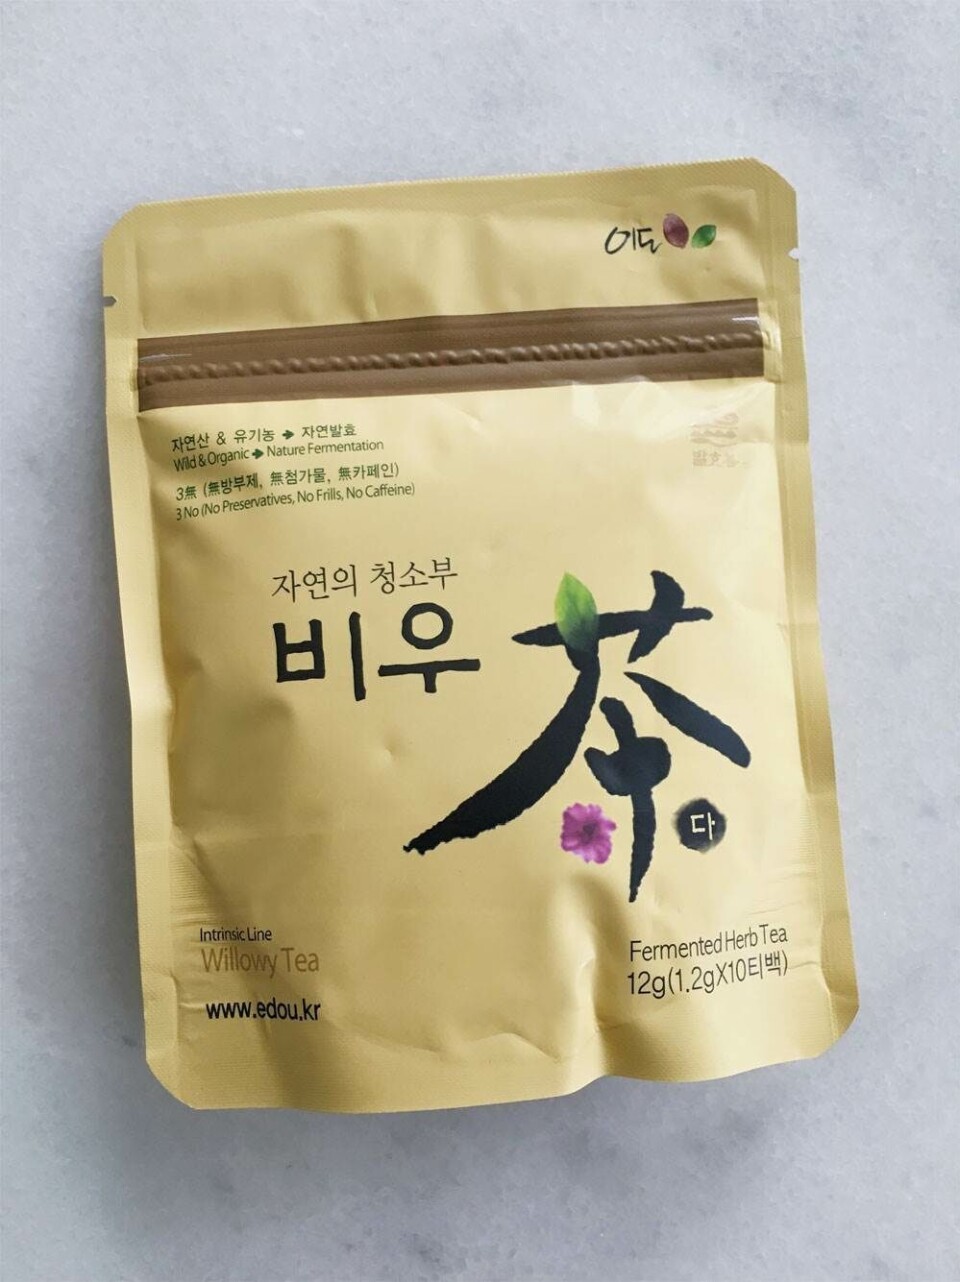 이도
자연산 & 유기농 → 자연발효
Wild & Organic → Nature Fermentation
3無 (無방부제, 無첨가물, 無카페인)
3 No (No Preservatives, No Frills, No Caffeine)
자연의 청소부
비우
茶
다
Intrinsic Line
Willowy Tea
www.edou.kr
Fermented Herb Tea
12g(1.2gX10티백)